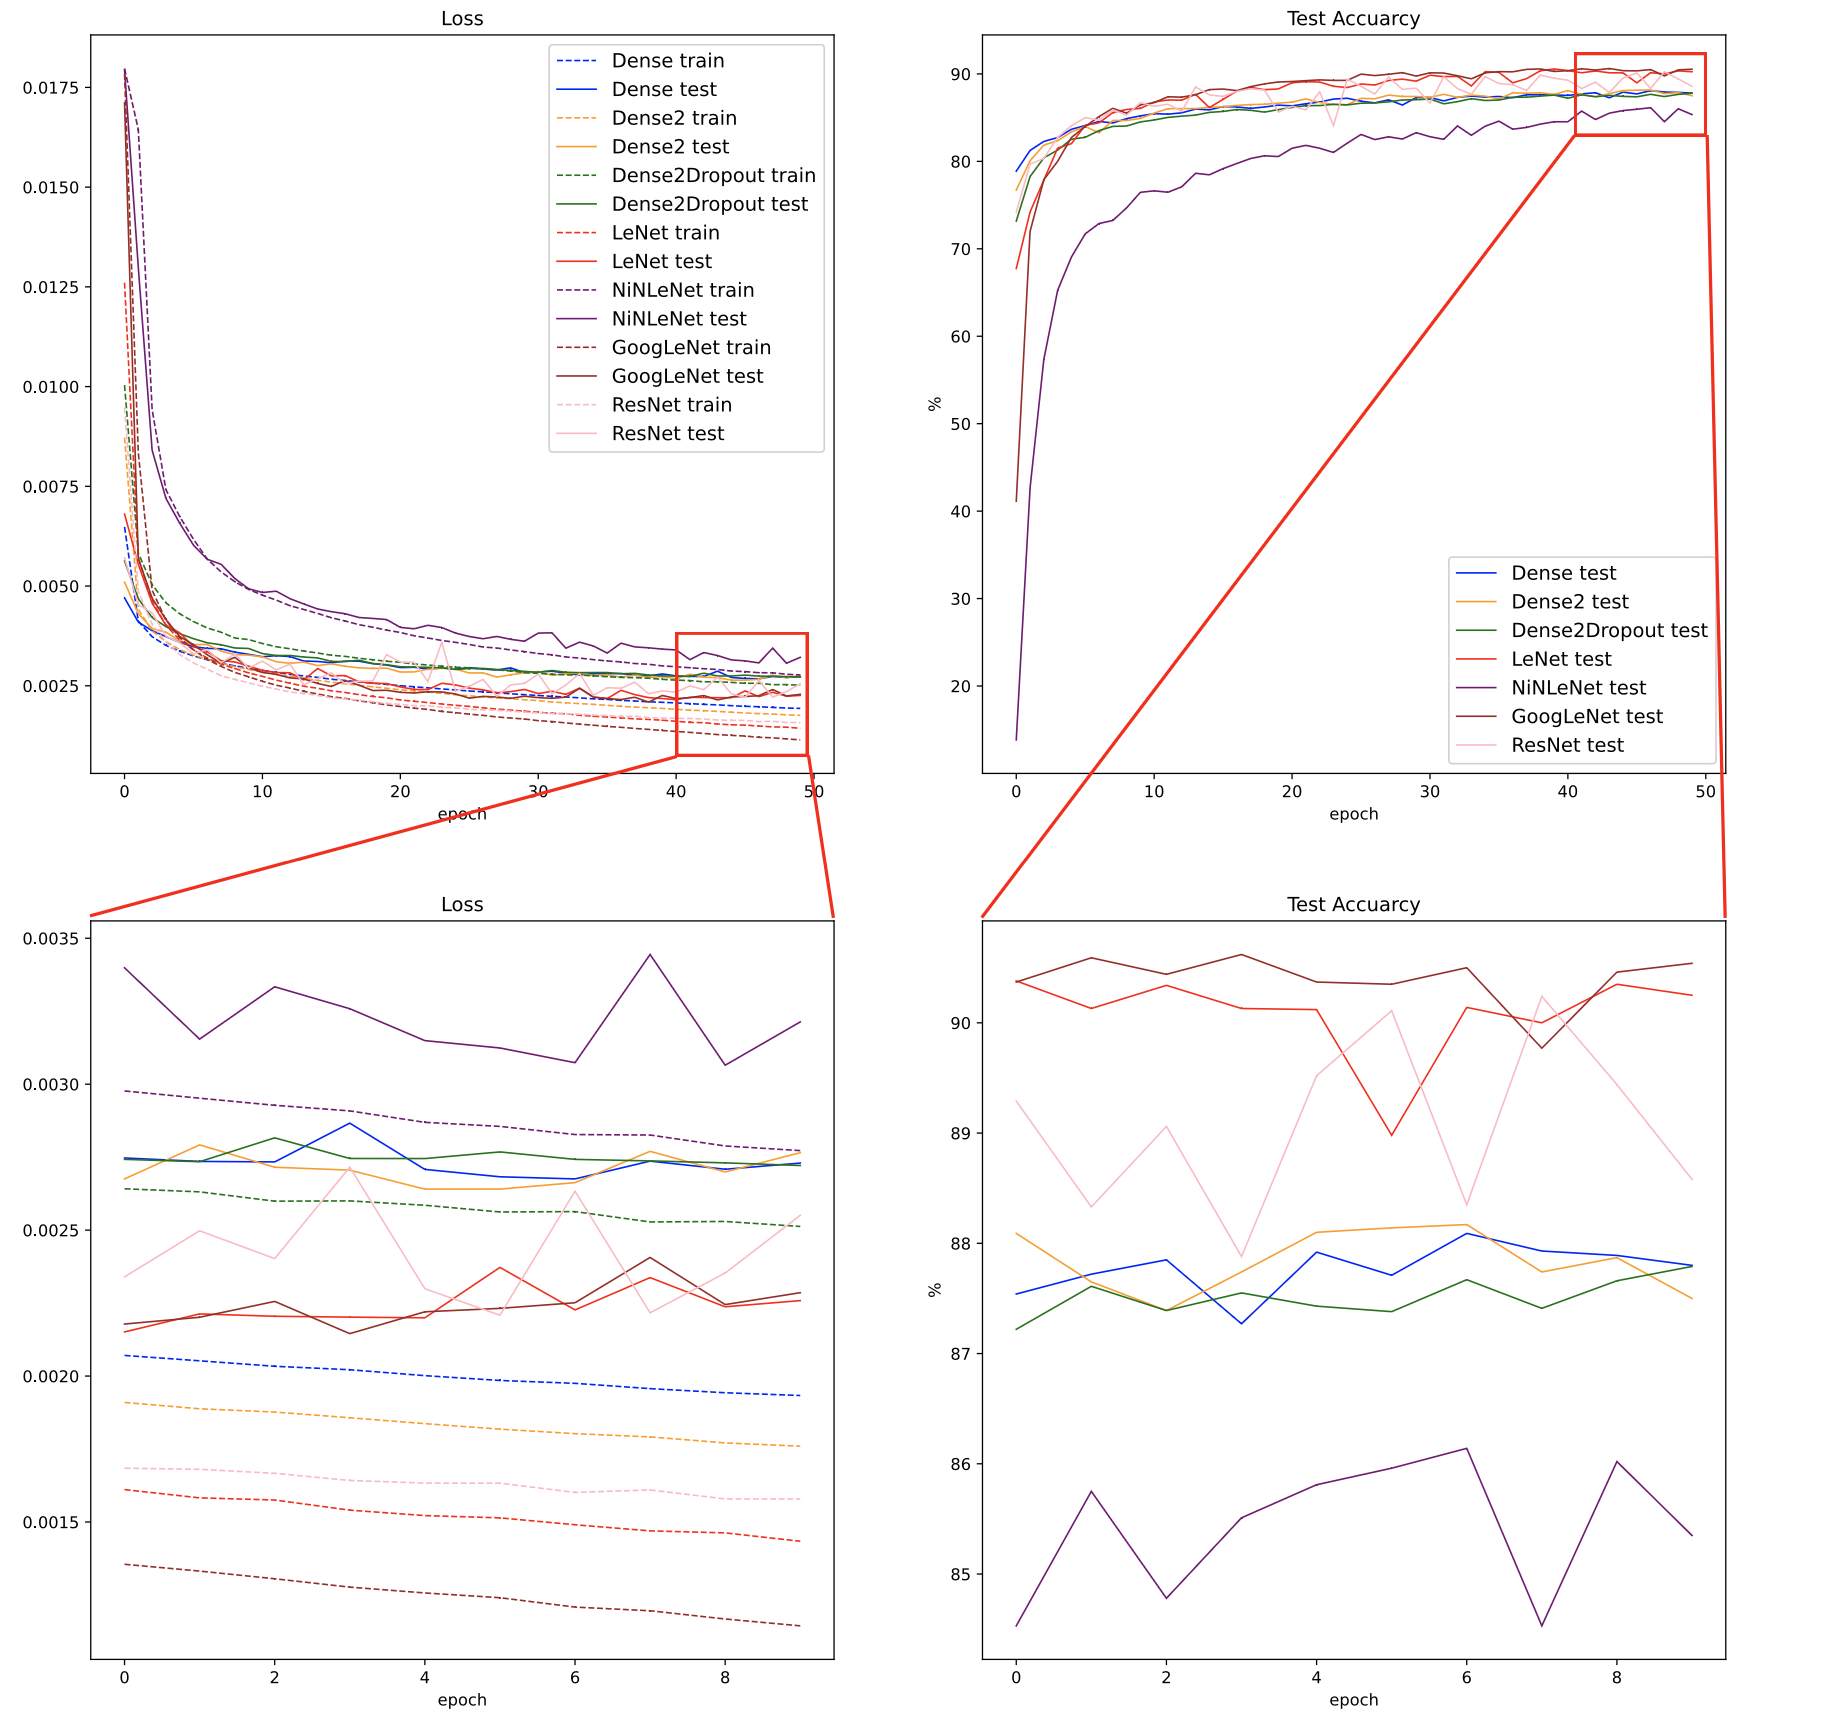 Loss
0.0175
0.0150
0.0125
0.0100
0.0075
0.0050
0.0025
Dense train
Dense test
Dense2 train
Dense2 test
Dense2Dropout train
Dense2Dropout test
LeNet train
LeNet test
NiNLeNet train
NiNLeNet test
GoogLeNet train
GoogLeNet test
ResNet train
ResNet test
0 10 20 30 40 50
epoch
Test Accuarcy
90
80
70
60
50
40
30
20
%
Dense test
Dense2 test
Dense2Dropout test
LeNet test
NiNLeNet test
GoogLeNet test
ResNet test
0 10 20 30 40 50
epoch
Loss
0.0035
0.0030
0.0025
0.0020
0.0015
0 2 4 6 8
epoch
Test Accuarcy
90
89
88
87
86
85
%
0 2 4 6 8
epoch